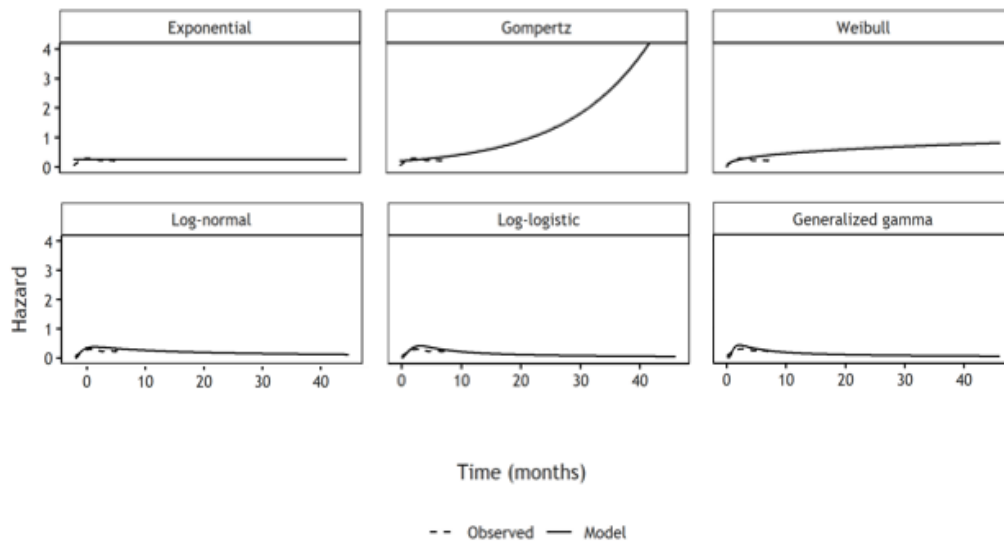 Exponential Gompertz Weibull
4
3
2
1
0
Log-normal Log-logistic Generalized gamma
4
3
2
1
0
Hazard
0 10 20 30 40 0 10 20 30 40 0 10 20 30 40
Time (months)
Observed Model